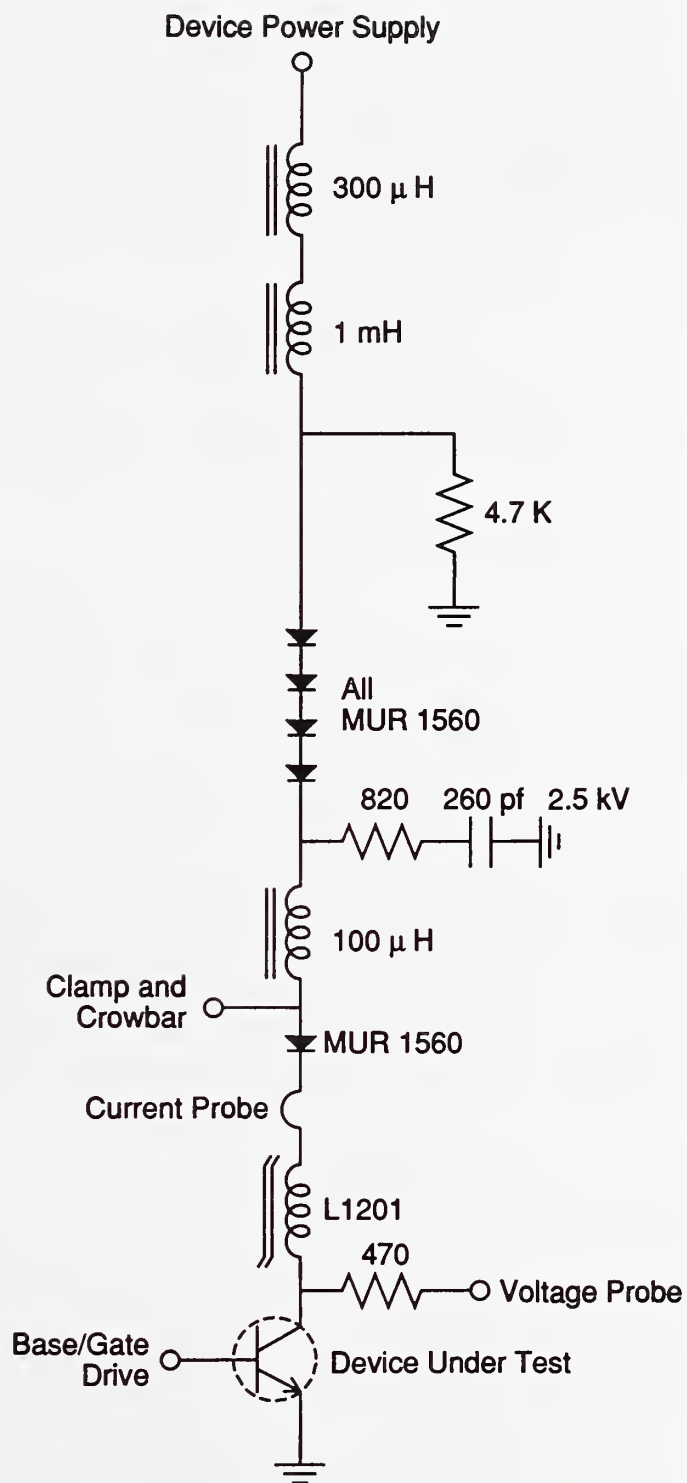 Device Power Supply
300 μ H
1 mH
4.7 K
All
MUR 1560
820 260 pf 2.5 kV
100 μ H
Clamp and
Crowbar
MUR 1560
Current Probe
L1201
470
Voltage Probe
Base/Gate
Drive
Device Under Test